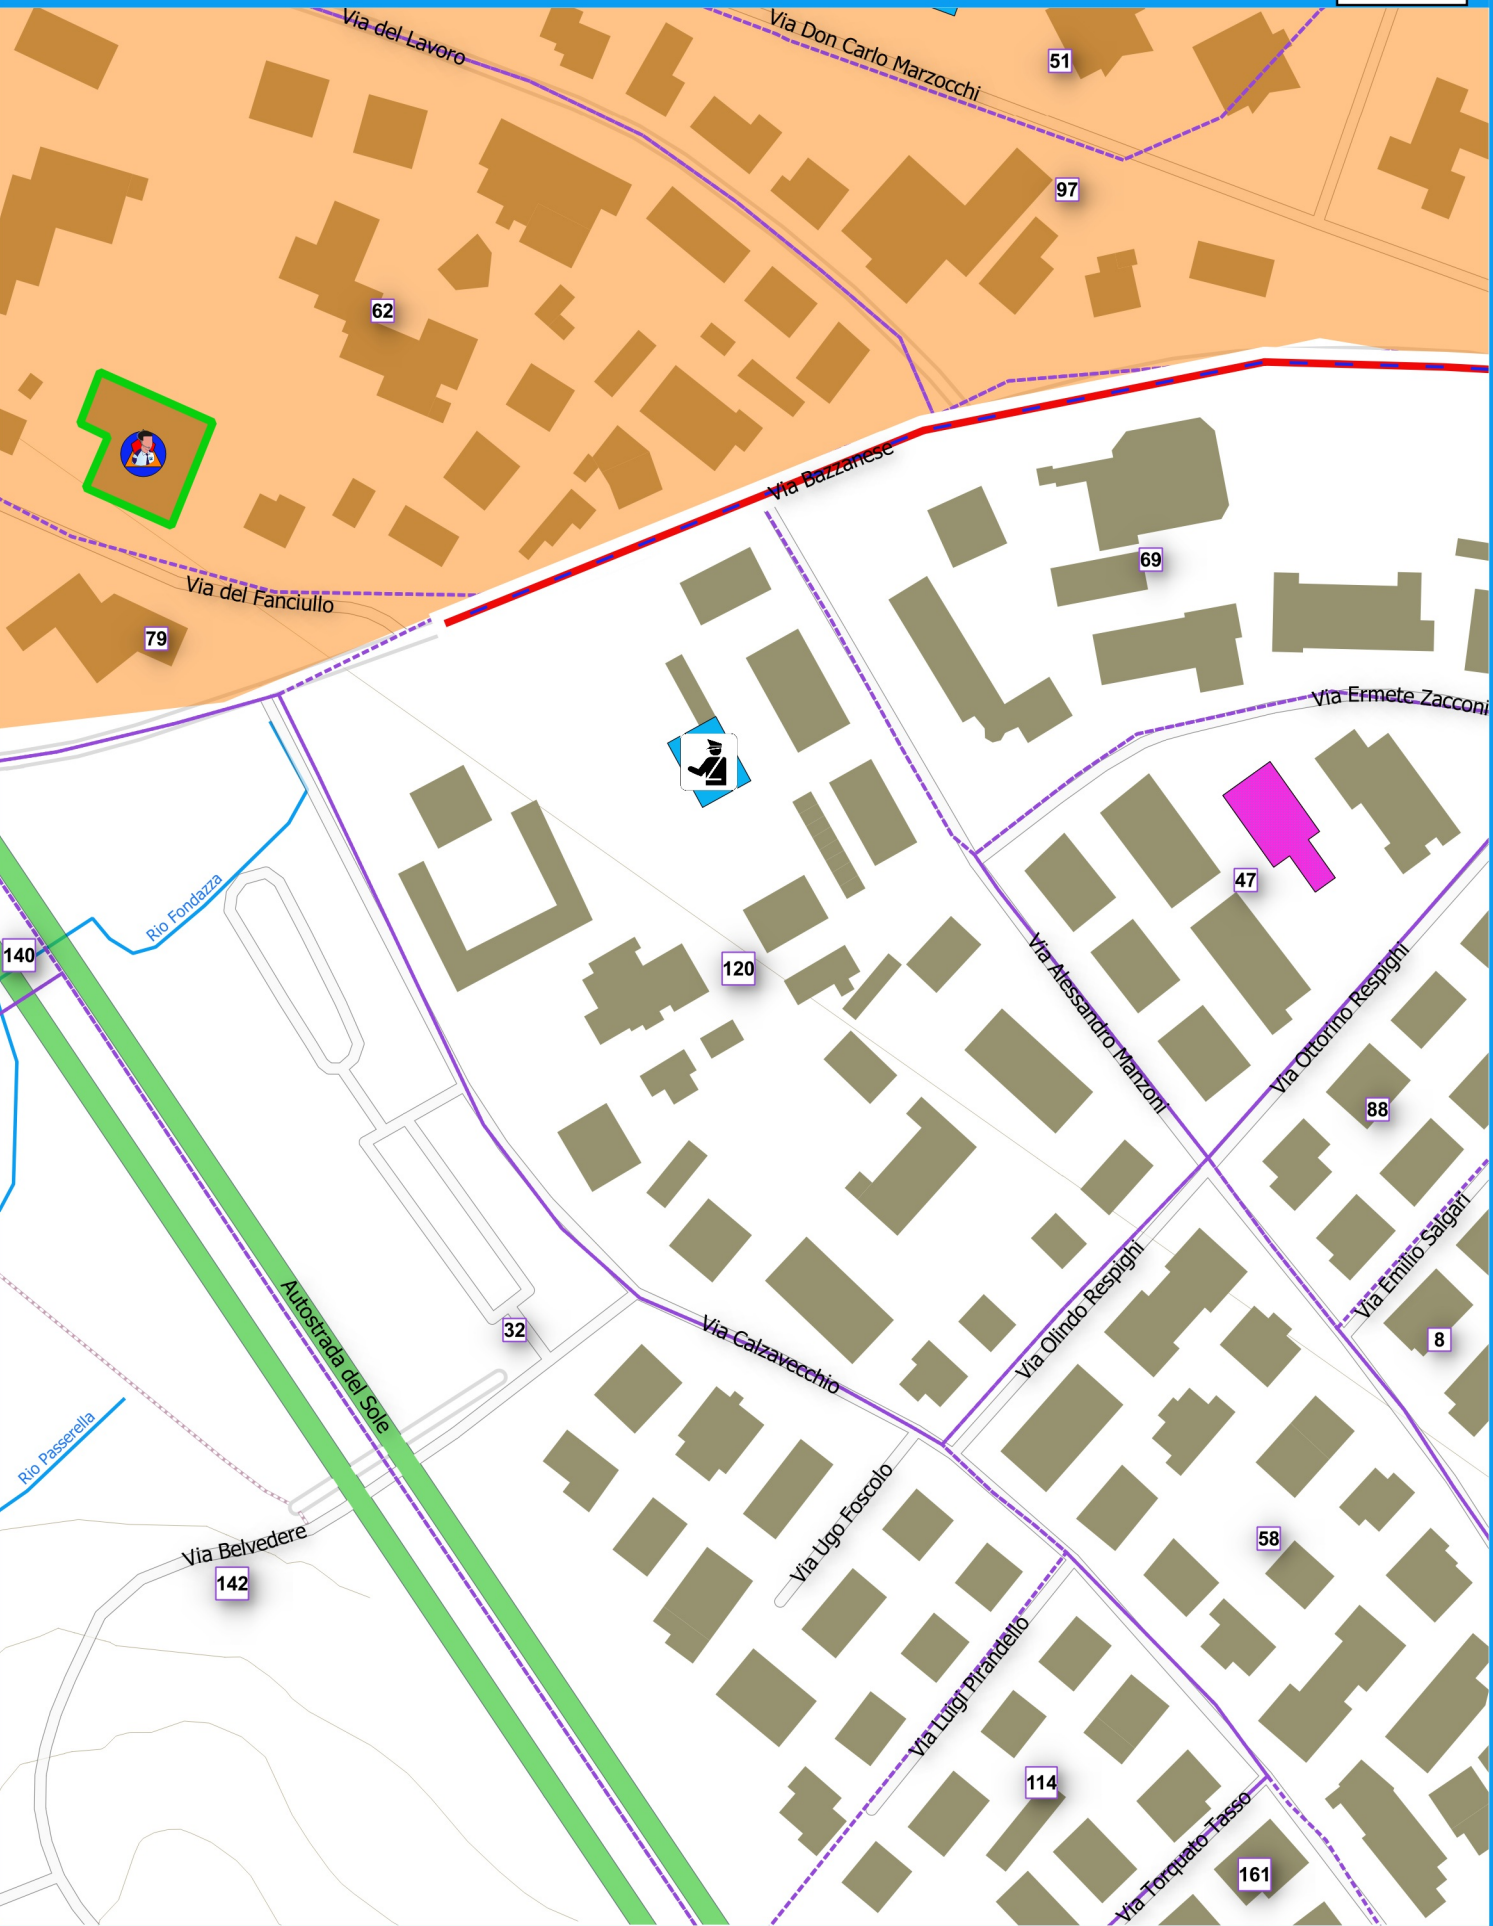 Via del Lavoro
Via Don Carlo Marzocchi
51
97
62
Via Bazzanese
69
Via del Fanciullo
79
Via Ermete Zacconi
47
Rio Fondazza
140
120
Via Alessandro Manzoni
Via Ottorino Respighi
88
Via Emilio Salgari
8
Via Olindo Respighi
Autostrada del Sole
32
Via Calzavecchio
Rio Passerella
Via Ugo Foscolo
Via Belvedere
142
58
Via Luigi Pirandello
114
Via Torquato Tasso
161